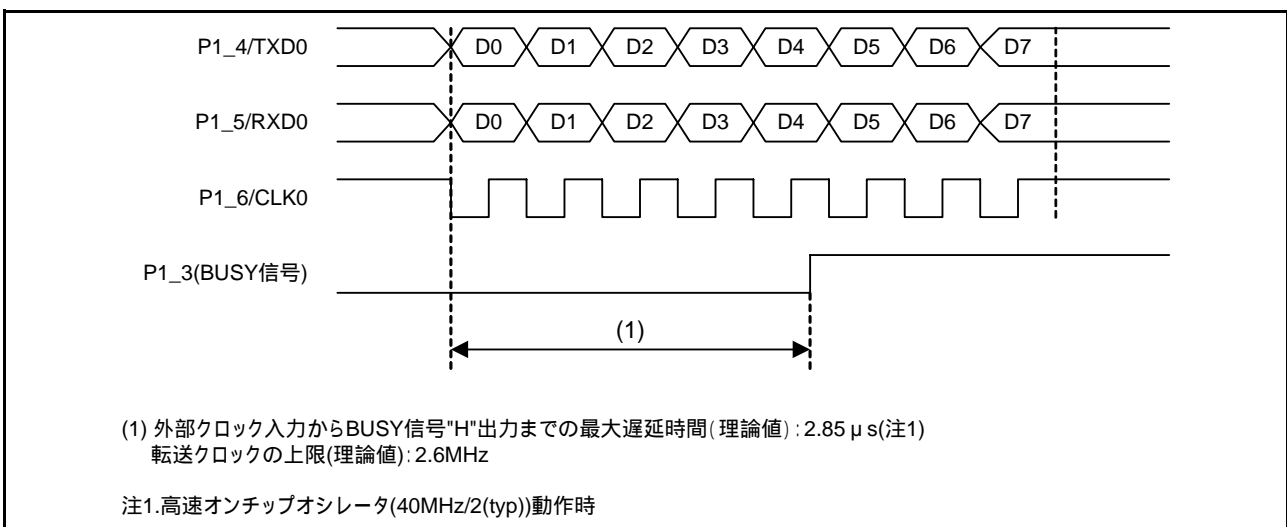 P1_4/TXD0 D0 D1 D2 D3 D4 D5 D6 D7
P1_5/RXD0 D0 D1 D2 D3 D4 D5 D6 D7
P1_6/CLK0
P1_3(BUSY信号)
(1)
(1) 外部クロック入力からBUSY信号"H"出力までの最大遅延時間(理論値):2.85μs(注1)
転送クロックの上限(理論値):2.6MHz
注1.高速オンチップオシレータ(40MHz/2(typ))動作時